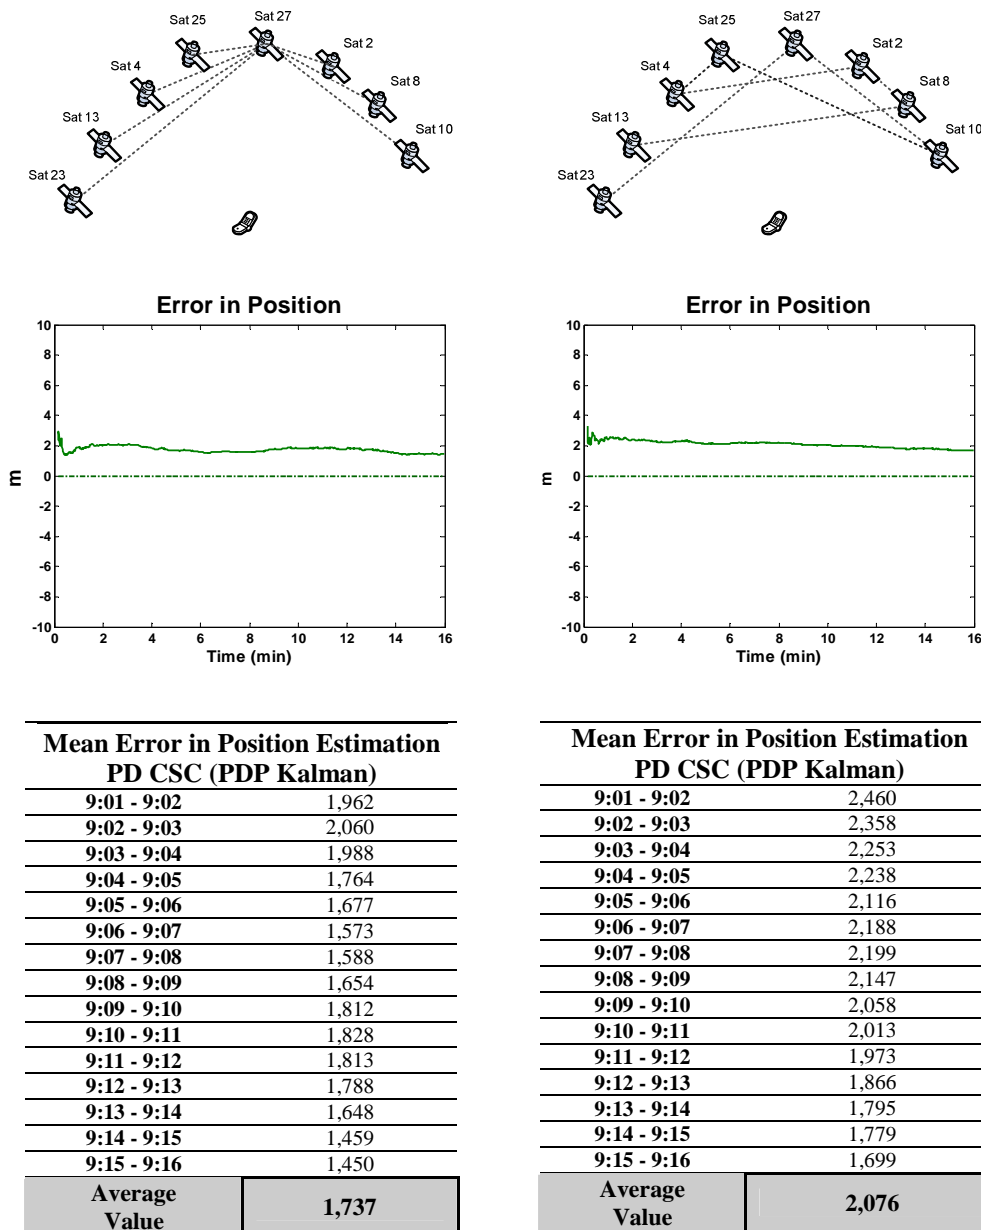 Sat 25
Sat 27
Sat 2
Sat 4
Sat 8
Sat 13
Sat 10
Sat 23
Error in Position
10
8
6
4
2
0
-2
-4
-6
-8
-10
m
0 2 4 6 8 10 12 14 16
Time (min)
Mean Error in Position Estimation
PD CSC (PDP Kalman)
9:01 - 9:02 1,962
9:02 - 9:03 2,060
9:03 - 9:04 1,988
9:04 - 9:05 1,764
9:05 - 9:06 1,677
9:06 - 9:07 1,573
9:07 - 9:08 1,588
9:08 - 9:09 1,654
9:09 - 9:10 1,812
9:10 - 9:11 1,828
9:11 - 9:12 1,813
9:12 - 9:13 1,788
9:13 - 9:14 1,648
9:14 - 9:15 1,459
9:15 - 9:16 1,450
Average
Value
1,737
Sat 25
Sat 27
Sat 2
Sat 4
Sat 8
Sat 13
Sat 10
Sat 23
Error in Position
10
8
6
4
2
0
-2
-4
-6
-8
-10
m
0 2 4 6 8 10 12 14 16
Time (min)
Mean Error in Position Estimation
PD CSC (PDP Kalman)
9:01 - 9:02 2,460
9:02 - 9:03 2,358
9:03 - 9:04 2,253
9:04 - 9:05 2,238
9:05 - 9:06 2,116
9:06 - 9:07 2,188
9:07 - 9:08 2,199
9:08 - 9:09 2,147
9:09 - 9:10 2,058
9:10 - 9:11 2,013
9:11 - 9:12 1,973
9:12 - 9:13 1,866
9:13 - 9:14 1,795
9:14 - 9:15 1,779
9:15 - 9:16 1,699
Average
Value
2,076